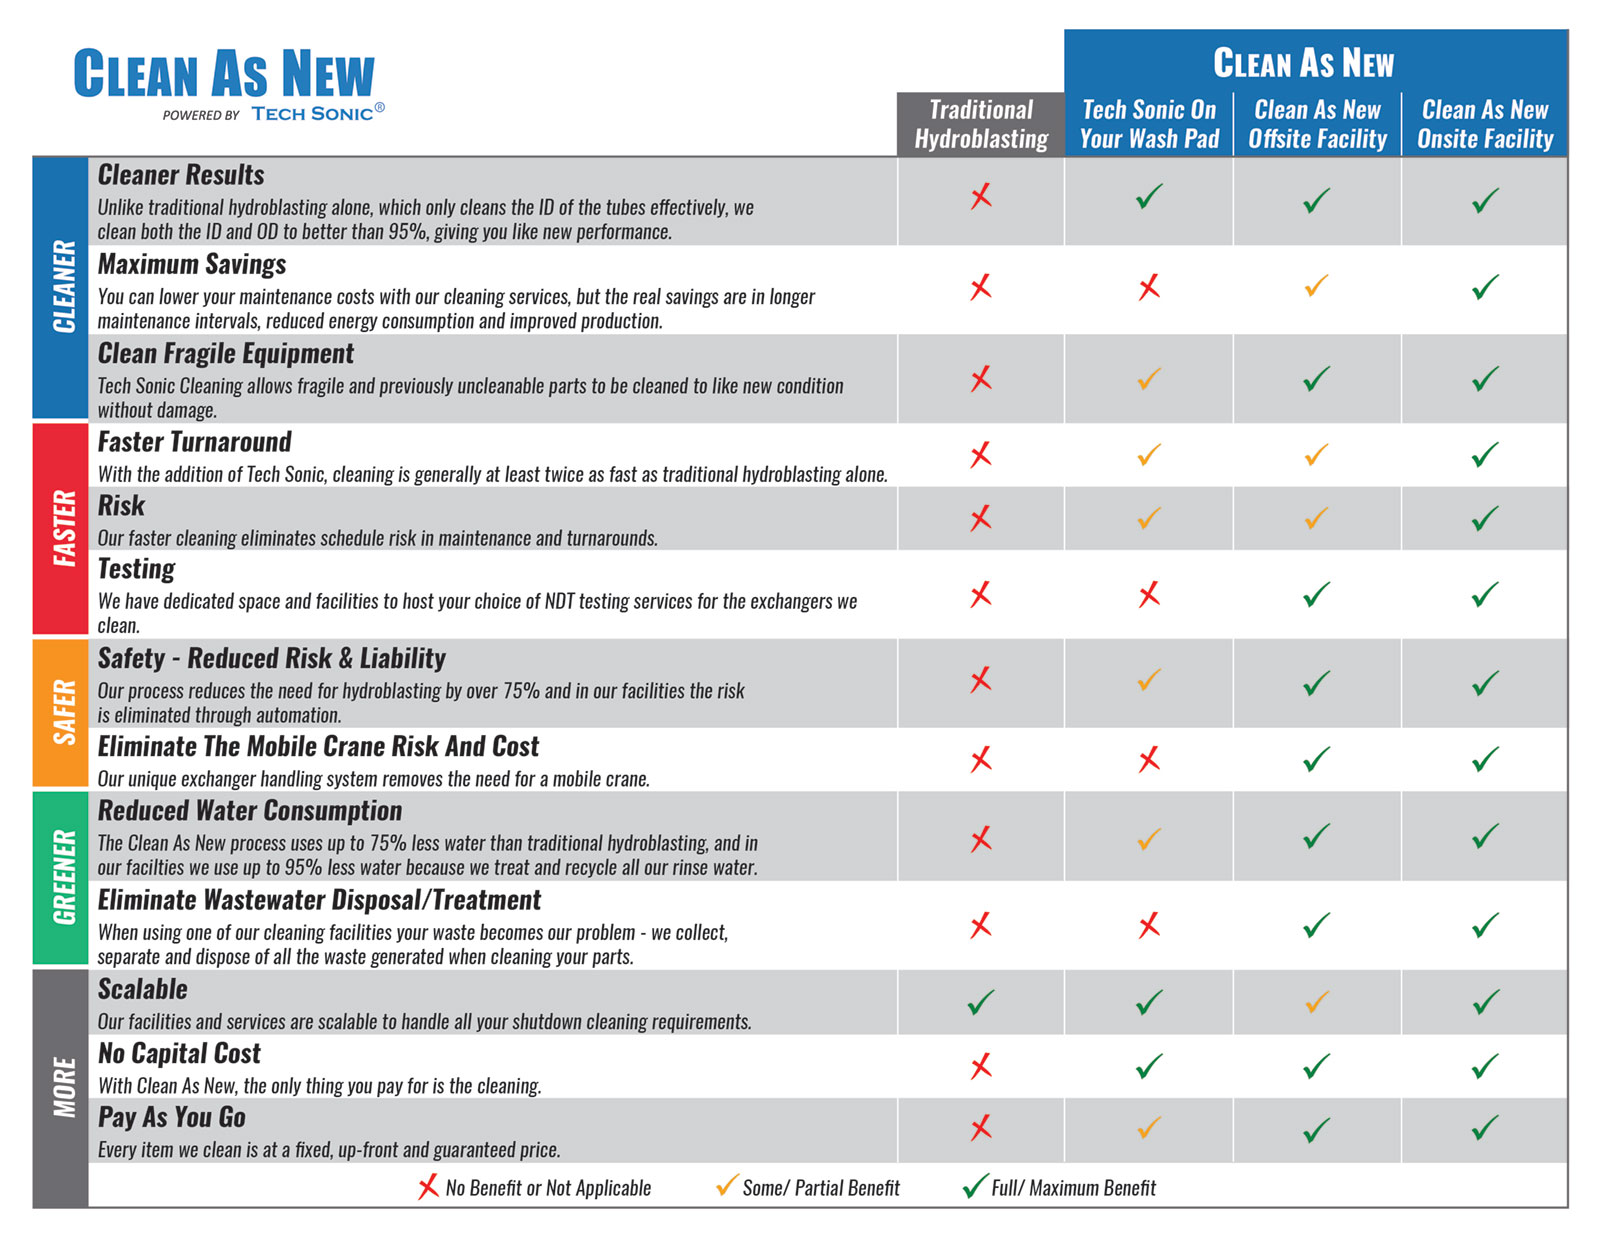 CLEAN AS NEW
POWERED BY TECH SONIC®
CLEAN AS NEW
Traditional
Hydroblasting
Tech Sonic On
Your Wash Pad
Clean As New
Offsite Facility
Clean As New
Onsite Facility
CLEANER
Cleaner Results
Unlike traditional hydroblasting alone, which only cleans the ID of the tubes effectively, we
clean both the ID and OD to better than 95%, giving you like new performance.
Maximum Savings
You can lower your maintenance costs with our cleaning services, but the real savings are in longer
maintenance intervals, reduced energy consumption and improved production.
Clean Fragile Equipment
Tech Sonic Cleaning allows fragile and previously uncleanable parts to be cleaned to like new condition
without damage.
FASTER
Faster Turnaround
With the addition of Tech Sonic, cleaning is generally at least twice as fast as traditional hydroblasting alone.
Risk
Our faster cleaning eliminates schedule risk in maintenance and turnarounds.
Testing
We have dedicated space and facilities to host your choice of NDT testing services for the exchangers we
clean.
SAFER
Safety - Reduced Risk & Liability
Our process reduces the need for hydroblasting by over 75% and in our facilities the risk
is eliminated through automation.
Eliminate The Mobile Crane Risk And Cost
Our unique exchanger handling system removes the need for a mobile crane.
GREENER
Reduced Water Consumption
The Clean As New process uses up to 75% less water than traditional hydroblasting, and in
our facilties we use up to 95% less water because we treat and recycle all our rinse water.
Eliminate Wastewater Disposal/Treatment
When using one of our cleaning facilities your waste becomes our problem - we collect,
separate and dispose of all the waste generated when cleaning your parts.
MORE
Scalable
Our facilities and services are scalable to handle all your shutdown cleaning requirements.
No Capital Cost
With Clean As New, the only thing you pay for is the cleaning.
Pay As You Go
Every item we clean is at a fixed, up-front and guaranteed price.
No Benefit or Not Applicable
Some/ Partial Benefit
Full/ Maximum Benefit